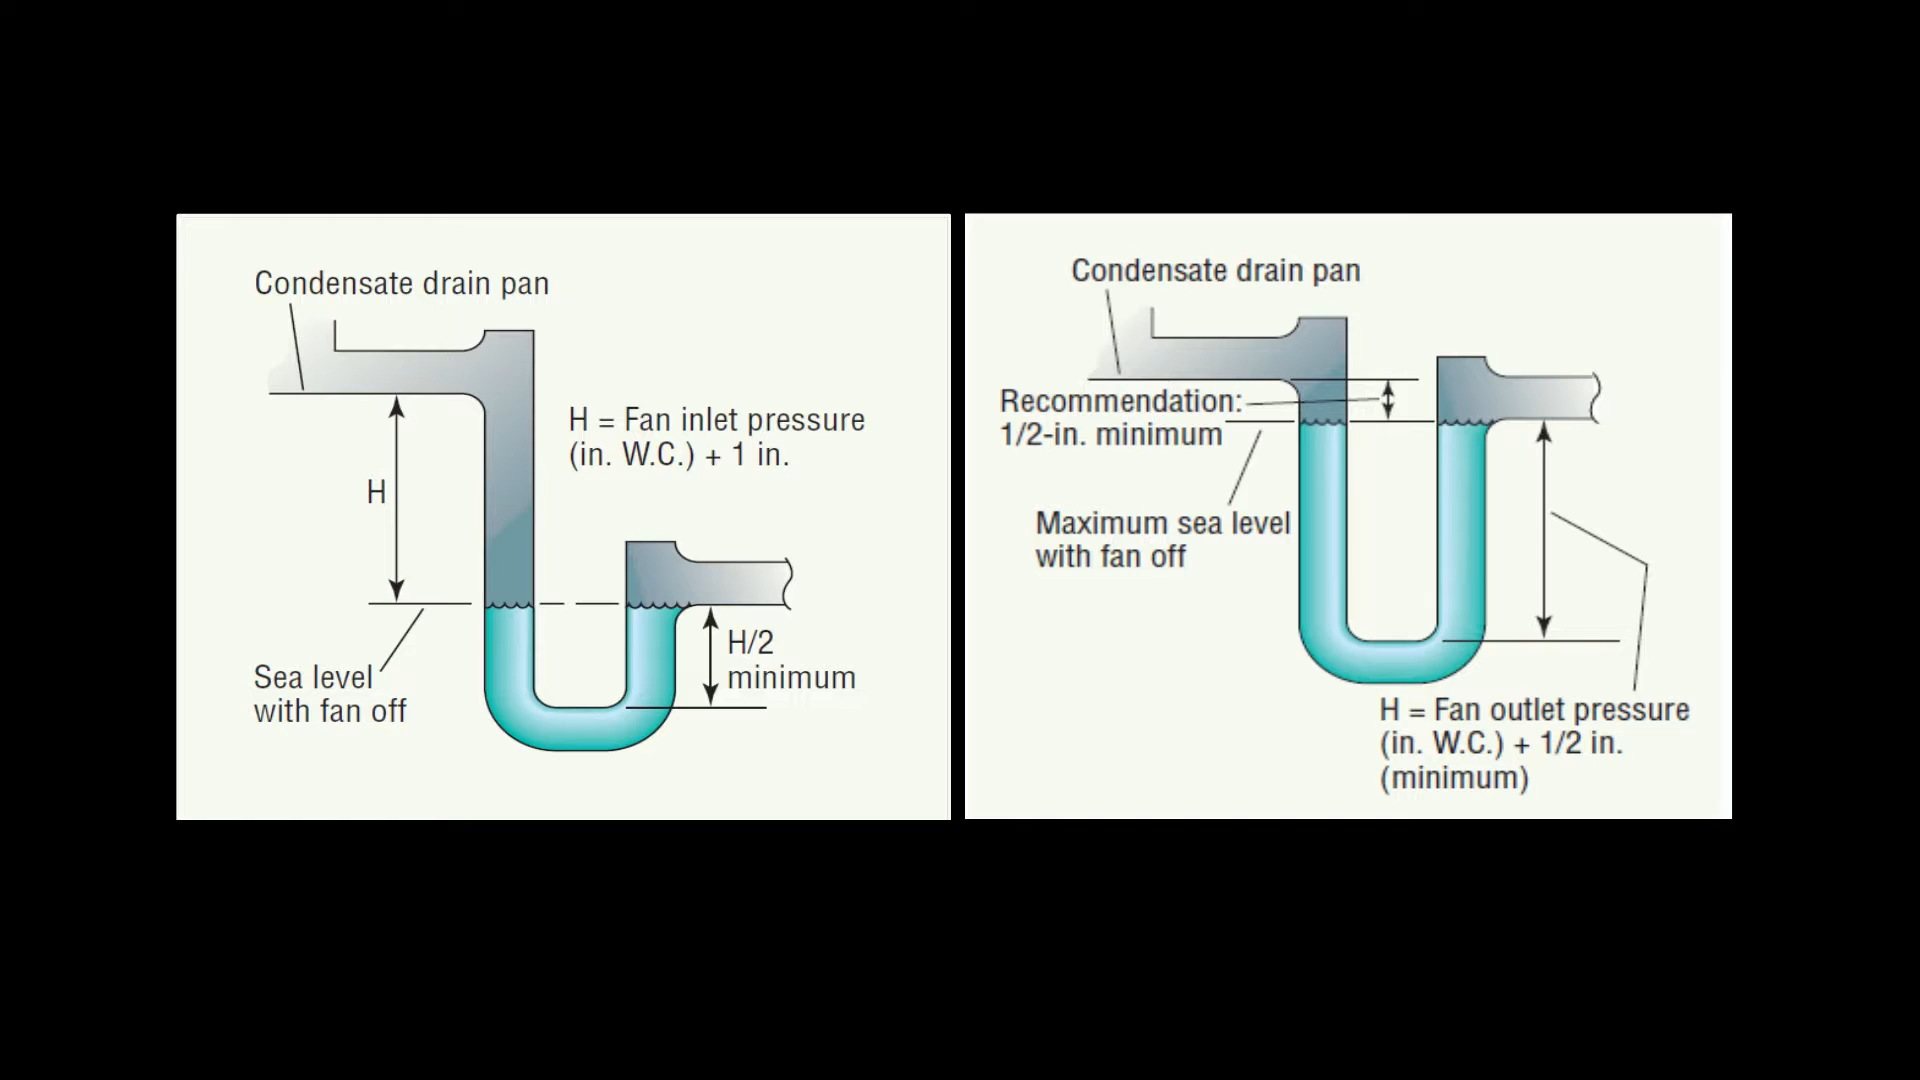 Condensate drain pan
H = Fan inlet pressure
(in. W.C.) + 1 in.
H
H/2
minimum
Sea level
with fan off
Condensate drain pan
Recommendation:
1/2-in. minimum
Maximum sea level
with fan off
H = Fan outlet pressure
(in. W.C.) + 1/2 in.
(minimum)